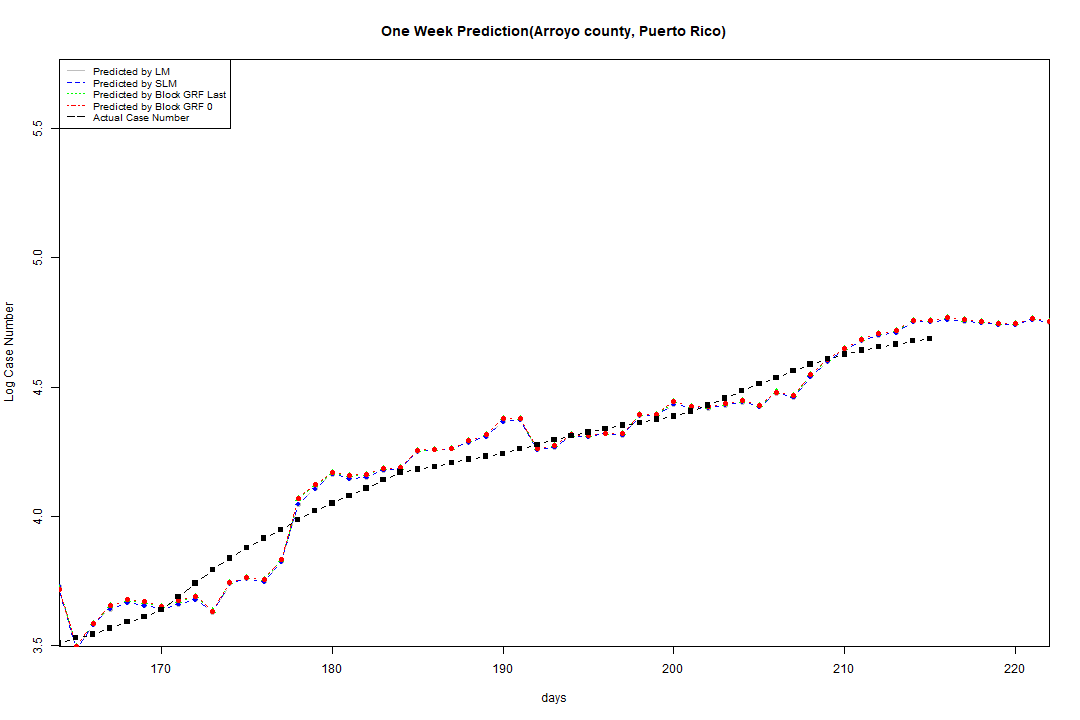 One Week Prediction(Arroyo county, Puerto Rico)
Predicted by LM
Predicted by SLM
Predicted by Block GRF Last
Predicted by Block GRF 0
Actual Case Number
5.5
5.0
4.5
4.0
3.5
Log Case Number
170 180 190 200 210 220
days